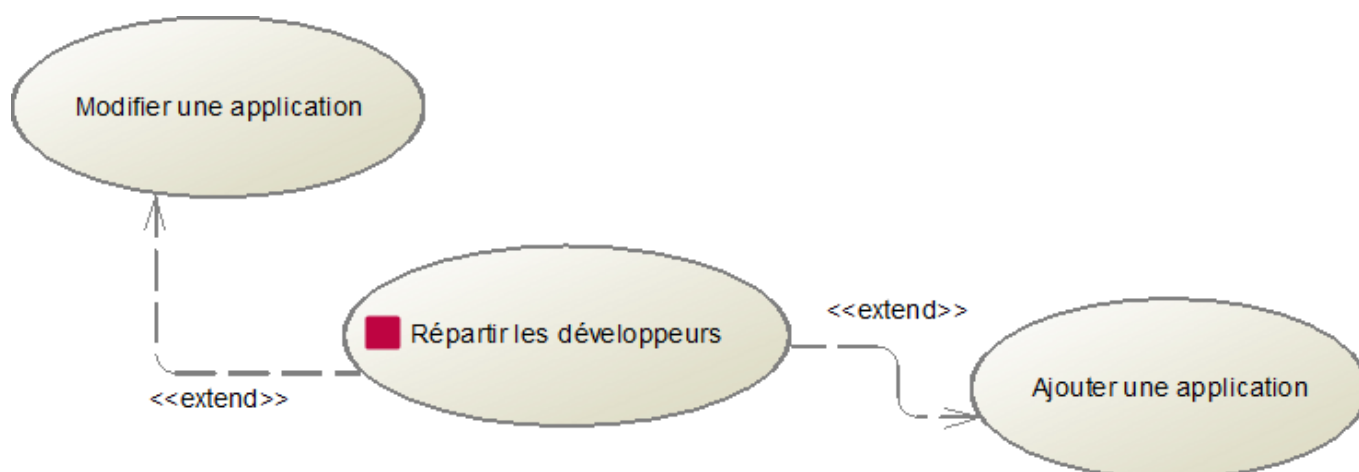 Modifier une application
<<extend>>
Répartir les développeurs
<<extend>>
Ajouter une application